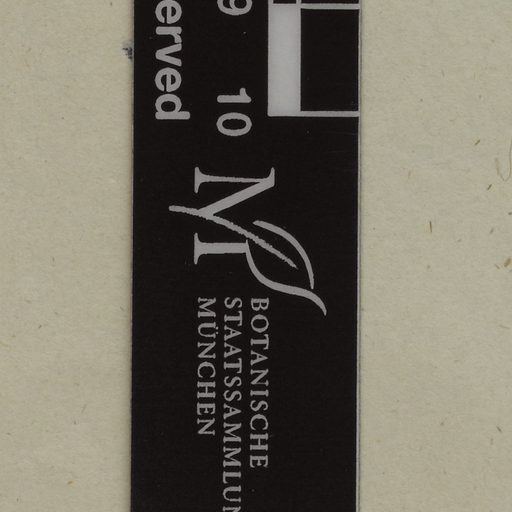 9 10
erved
BOTANISCHE
STAATSSAMMLUN
MÜNCHEN